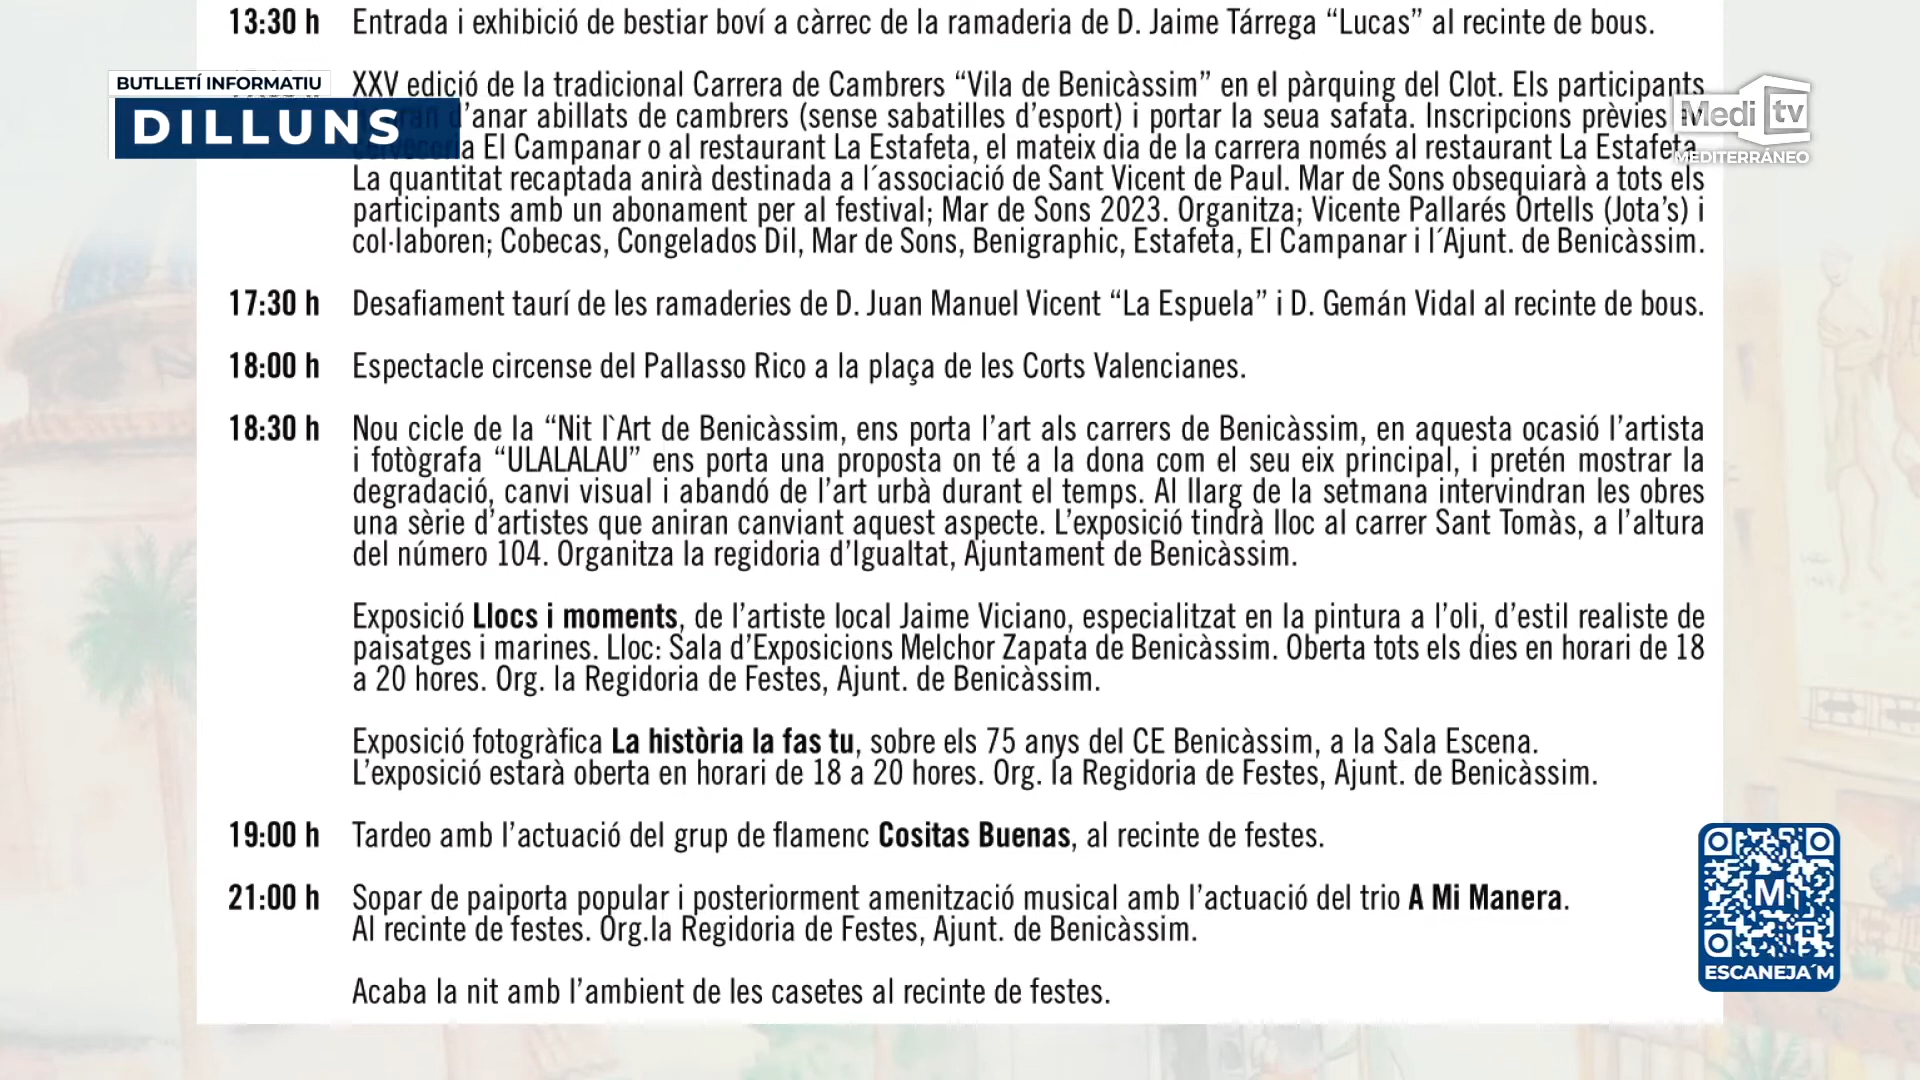 13:30 h Entrada i exhibició de bestiar boví a càrrec de la ramaderia de D. Jaime Tárrega “Lucas” al recinte de bous.
BUTLLETÍ INFORMATIU
DILLUNS
Medi tv
MEDITERRÁNEO
XXV edició de la tradicional Carrera de Cambrers “Vila de Benicàssim” en el pàrquing del Clot. Els participants
d’anar abillats de cambrers (sense sabatilles d’esport) i portar la seua safata. Inscripcions prèvies
El Campanar o al restaurant La Estafeta, el mateix dia de la carrera només al restaurant La Estafeta
La quantitat recaptada anirà destinada a l´associació de Sant Vicent de Paul. Mar de Sons obsequiarà a tots els
participants amb un abonament per al festival; Mar de Sons 2023. Organitza; Vicente Pallarés Ortells (Jota’s) i
col·laboren; Cobecas, Congelados Dil, Mar de Sons, Benigraphic, Estafeta, El Campanar i l´Ajunt. de Benicàssim.
17:30 h Desafiament taurí de les ramaderies de D. Juan Manuel Vicent “La Espuela” i D. Gemán Vidal al recinte de bous.
18:00 h Espectacle circense del Pallasso Rico a la plaça de les Corts Valencianes.
18:30 h Nou cicle de la “Nit l`Art de Benicàssim, ens porta l’art als carrers de Benicàssim, en aquesta ocasió l’artista
i fotògrafa “ULALALAU” ens porta una proposta on té a la dona com el seu eix principal, i pretén mostrar la
degradació, canvi visual i abandó de l’art urbà durant el temps. Al llarg de la setmana intervindran les obres
una sèrie d’artistes que aniran canviant aquest aspecte. L’exposició tindrà lloc al carrer Sant Tomàs, a l’altura
del número 104. Organitza la regidoria d’Igualtat, Ajuntament de Benicàssim.
Exposició Llocs i moments, de l’artiste local Jaime Viciano, especialitzat en la pintura a l’oli, d’estil realiste de
paisatges i marines. Lloc: Sala d’Exposicions Melchor Zapata de Benicàssim. Oberta tots els dies en horari de 18
a 20 hores. Org. la Regidoria de Festes, Ajunt. de Benicàssim.
Exposició fotogràfica La història la fas tu, sobre els 75 anys del CE Benicàssim, a la Sala Escena.
L’exposició estarà oberta en horari de 18 a 20 hores. Org. la Regidoria de Festes, Ajunt. de Benicàssim.
19:00 h Tardeo amb l’actuació del grup de flamenc Cositas Buenas, al recinte de festes.
21:00 h Sopar de paiporta popular i posteriorment amenització musical amb l’actuació del trio A Mi Manera.
Al recinte de festes. Org.la Regidoria de Festes, Ajunt. de Benicàssim.
Acaba la nit amb l’ambient de les casetes al recinte de festes.
M
ESCANEJA´M